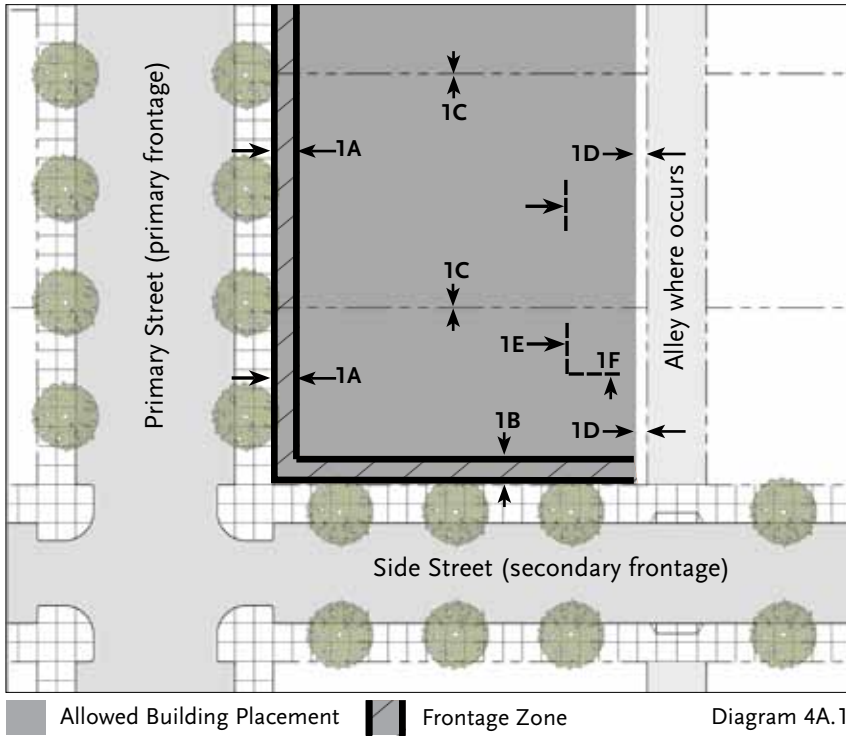 1C
1A
1D
Primary Street (primary frontage)
Alley where occurs
1C
1E
1F
1A
1B
1D
Side Street (secondary frontage)
Allowed Building Placement
Frontage Zone
Diagram 4A.1